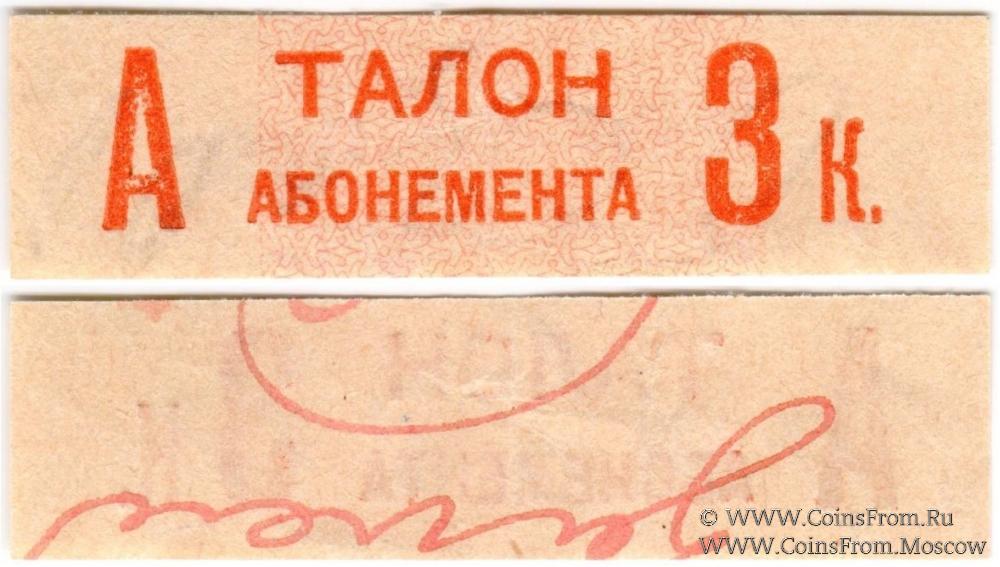 А ТАЛОН 3 к.
АБОНЕМЕНТА
© WWW.CoinsFrom.Ru
WWW.CoinsFrom.Moscow